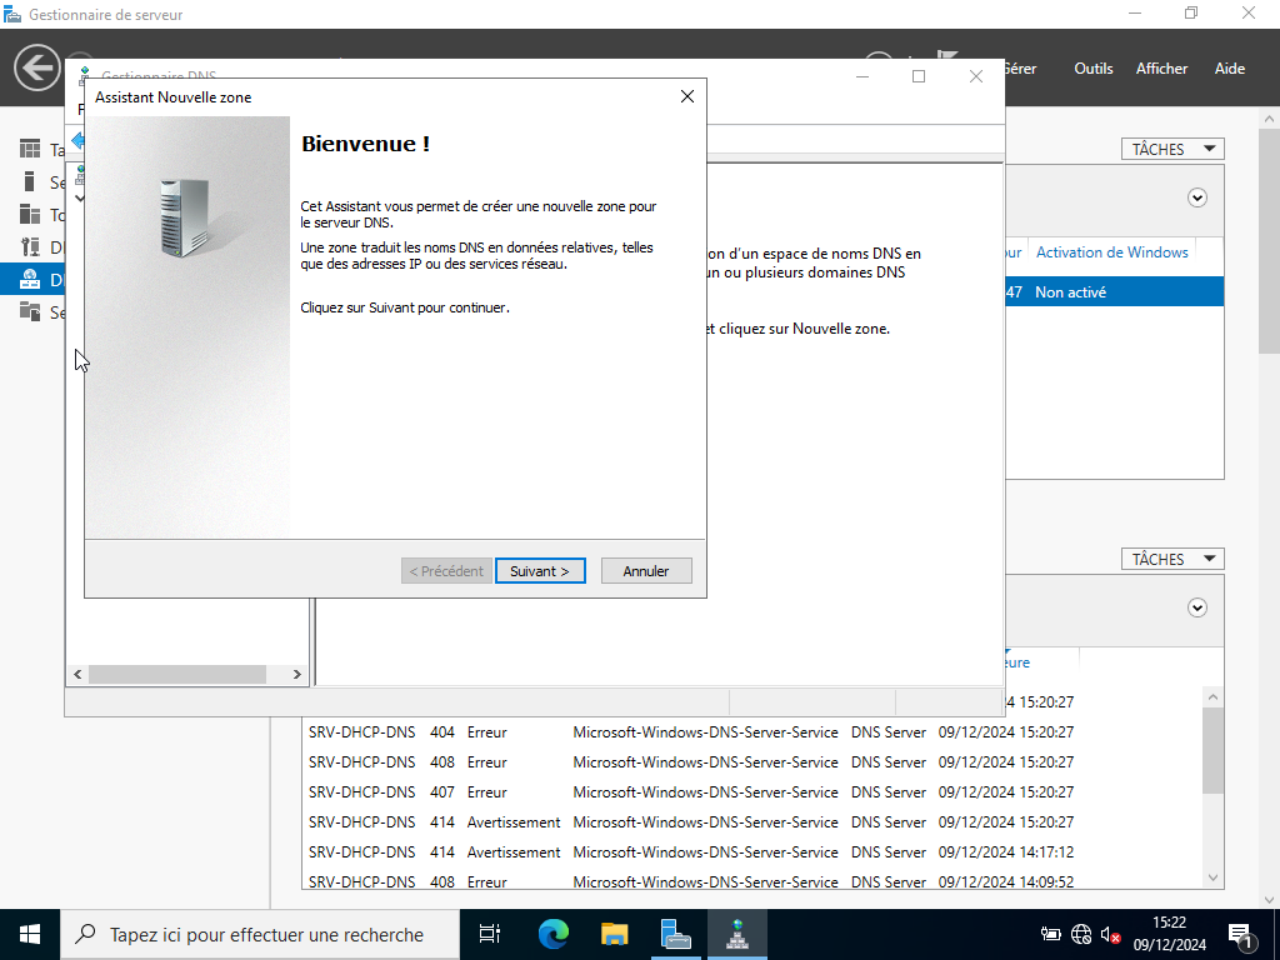 Gestionnaire de serveur
Gérer
Outils
Afficher
Aide
Gestionnaire DNS
Assistant Nouvelle zone
Bienvenue !
Cet Assistant vous permet de créer une nouvelle zone pour
le serveur DNS.
Une zone traduit les noms DNS en données relatives, telles
que des adresses IP ou des services réseau.
Cliquez sur Suivant pour continuer.
< Précédent
Suivant >
Annuler
on d'un espace de noms DNS en
un ou plusieurs domaines DNS
et cliquez sur Nouvelle zone.
TÂCHES
our
Activation de Windows
47
Non activé
TÂCHES
eure
4 15:20:27
SRV-DHCP-DNS 404 Erreur Microsoft-Windows-DNS-Server-Service DNS Server 09/12/2024 15:20:27
SRV-DHCP-DNS 408 Erreur Microsoft-Windows-DNS-Server-Service DNS Server 09/12/2024 15:20:27
SRV-DHCP-DNS 407 Erreur Microsoft-Windows-DNS-Server-Service DNS Server 09/12/2024 15:20:27
SRV-DHCP-DNS 414 Avertissement Microsoft-Windows-DNS-Server-Service DNS Server 09/12/2024 15:20:27
SRV-DHCP-DNS 414 Avertissement Microsoft-Windows-DNS-Server-Service DNS Server 09/12/2024 14:17:12
SRV-DHCP-DNS 408 Erreur Microsoft-Windows-DNS-Server-Service DNS Server 09/12/2024 14:09:52
Tapez ici pour effectuer une recherche
15:22
09/12/2024
1